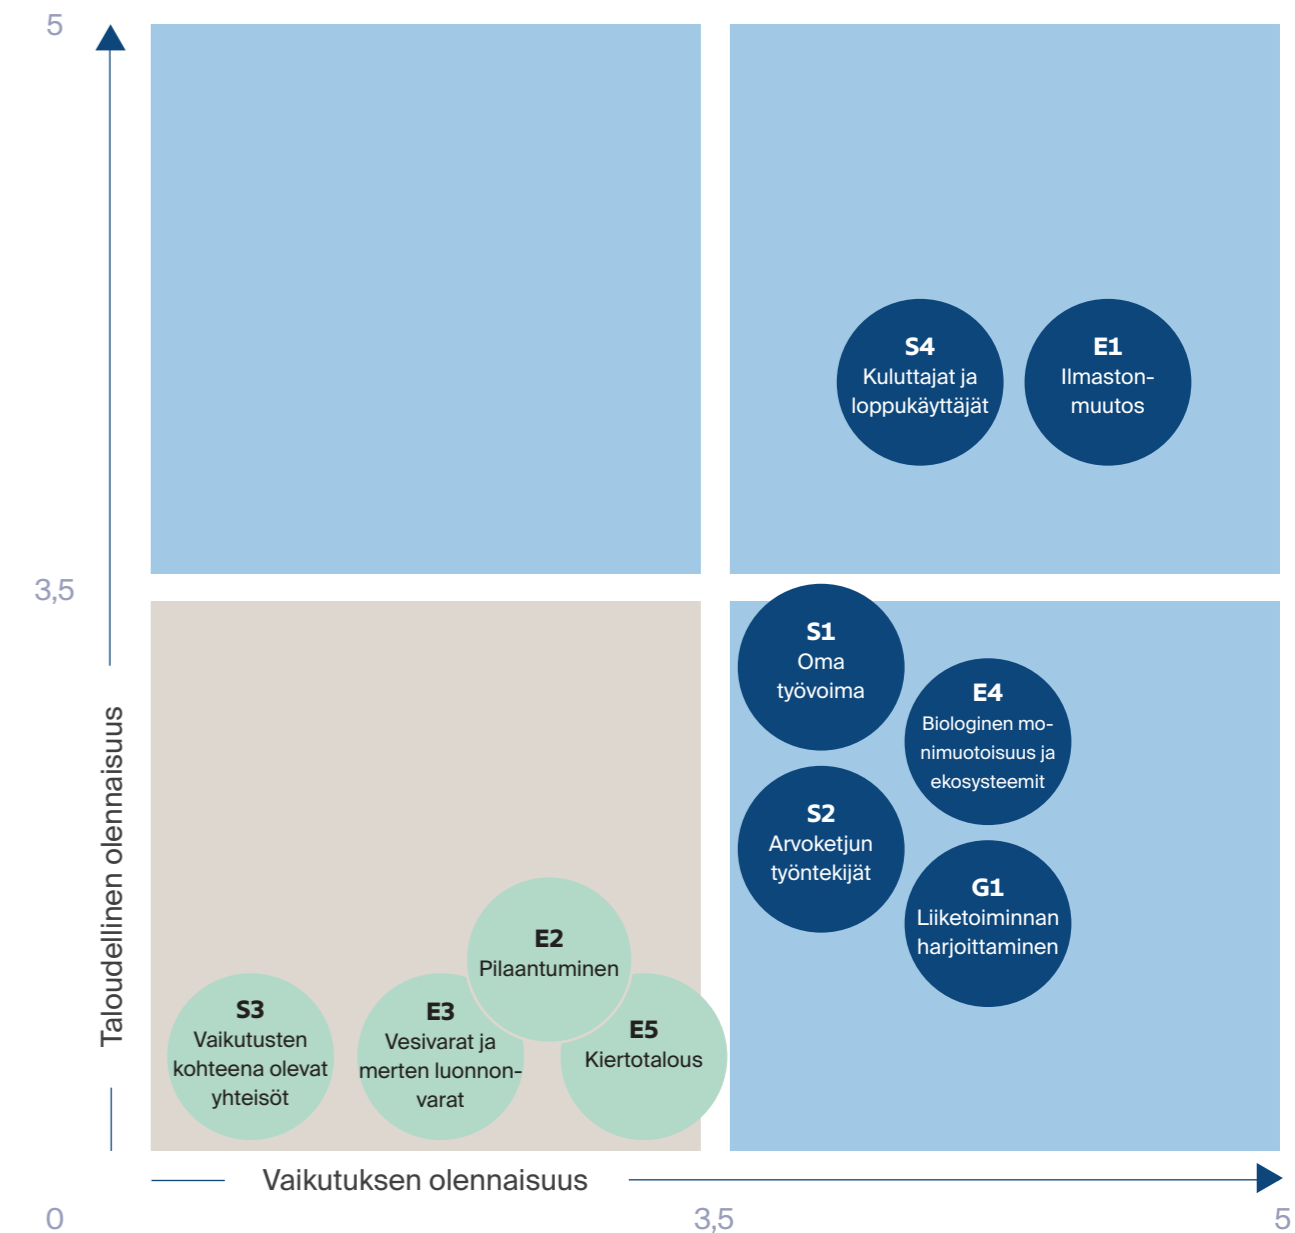 5
S4
Kuluttajat ja
loppukäyttäjät
E1
Ilmaston-
muutos
3,5
S1
Oma
työvoima
E4
Biologinen mo-
nimuotoisuus ja
ekosysteemit
S2
Arvoketjun
työntekijät
G1
Liiketoiminnan
harjoittaminen
Taloudellinen olennaisuus
E2
Pilaantuminen
S3
Vaikutusten
kohteena olevat
yhteisöt
E3
Vesivarat ja
merten luonnon-
varat
E5
Kiertotalous
Vaikutuksen olennaisuus
0
3,5
5